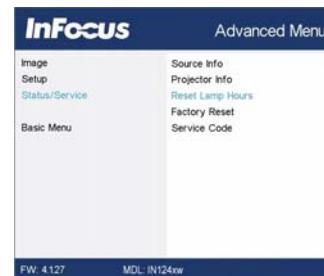 InFocus
Advanced Menu
Image
Setup
Status/Service
Basic Menu
Source Info
Projector Info
Reset Lamp Hours
Factory Reset
Service Code
FW: 4.127 MDL: IN124xw